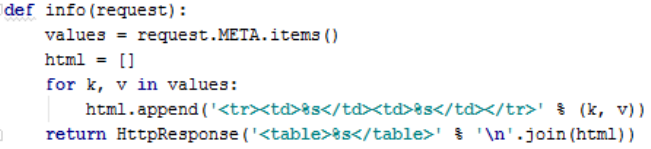 def info(request):
    values = request.META.items()
    html = []
    for k, v in values:
        html.append('<tr><td>%s</td><td>%s</td></tr>' % (k, v))
    return HttpResponse('<table>%s</table>' % '\n'.join(html))